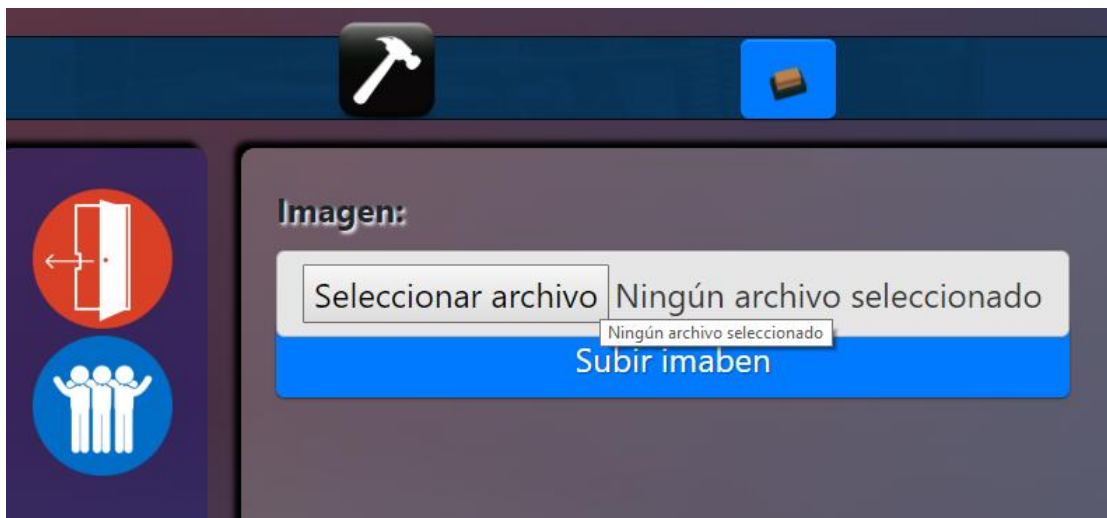 Imagen:
Seleccionar archivo Ningún archivo seleccionado
Ningún archivo seleccionado
Subir imaben